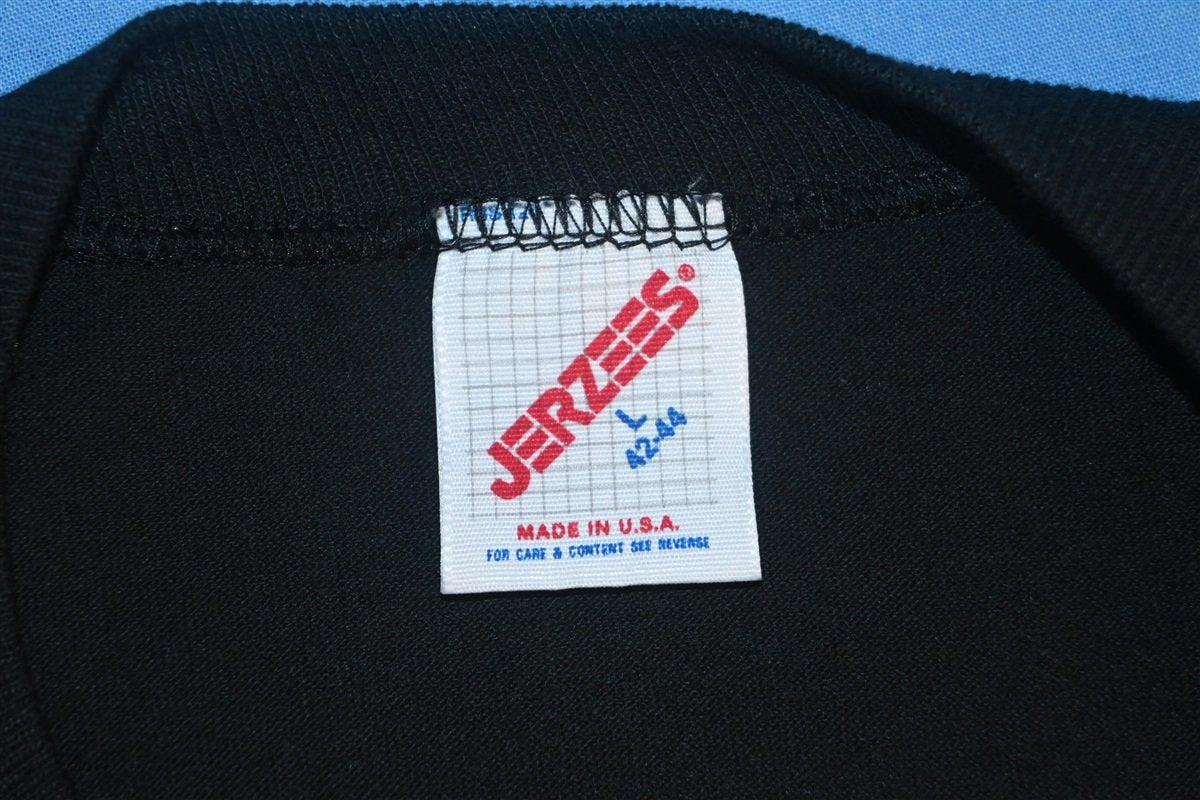 JERZEES®
L
42-44
MADE IN U.S.A.
FOR CARE & CONTENT SEE REVERSE